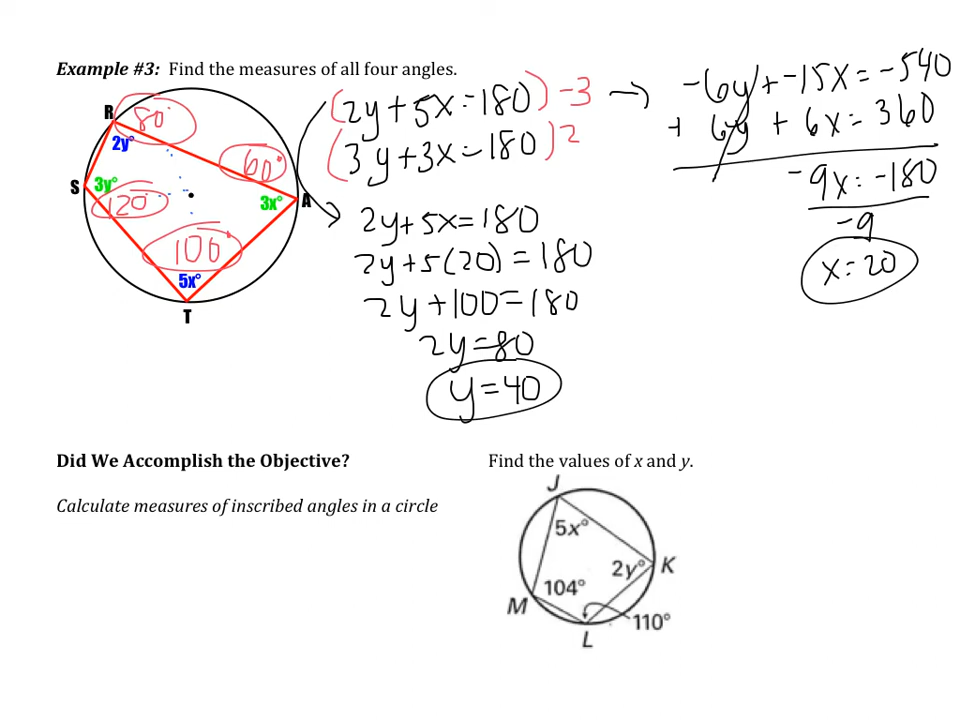 Example #3: Find the measures of all four angles.
(2y+5x=180)-3 → -6y+-15x=-540
(3y+3x=180)2 + 6y + 6x=360
-9x=-180
-9
x=20
2y+5x=180
2y+5(20)=180
2y+100=180
2y=80
y=40
R 80°
2y°
60°
S 3y°
3x° A
120
100°
5x°
T
Did We Accomplish the Objective?
Calculate measures of inscribed angles in a circle
Find the values of x and y.
J
5x°
2y° K
104°
M
110°
L